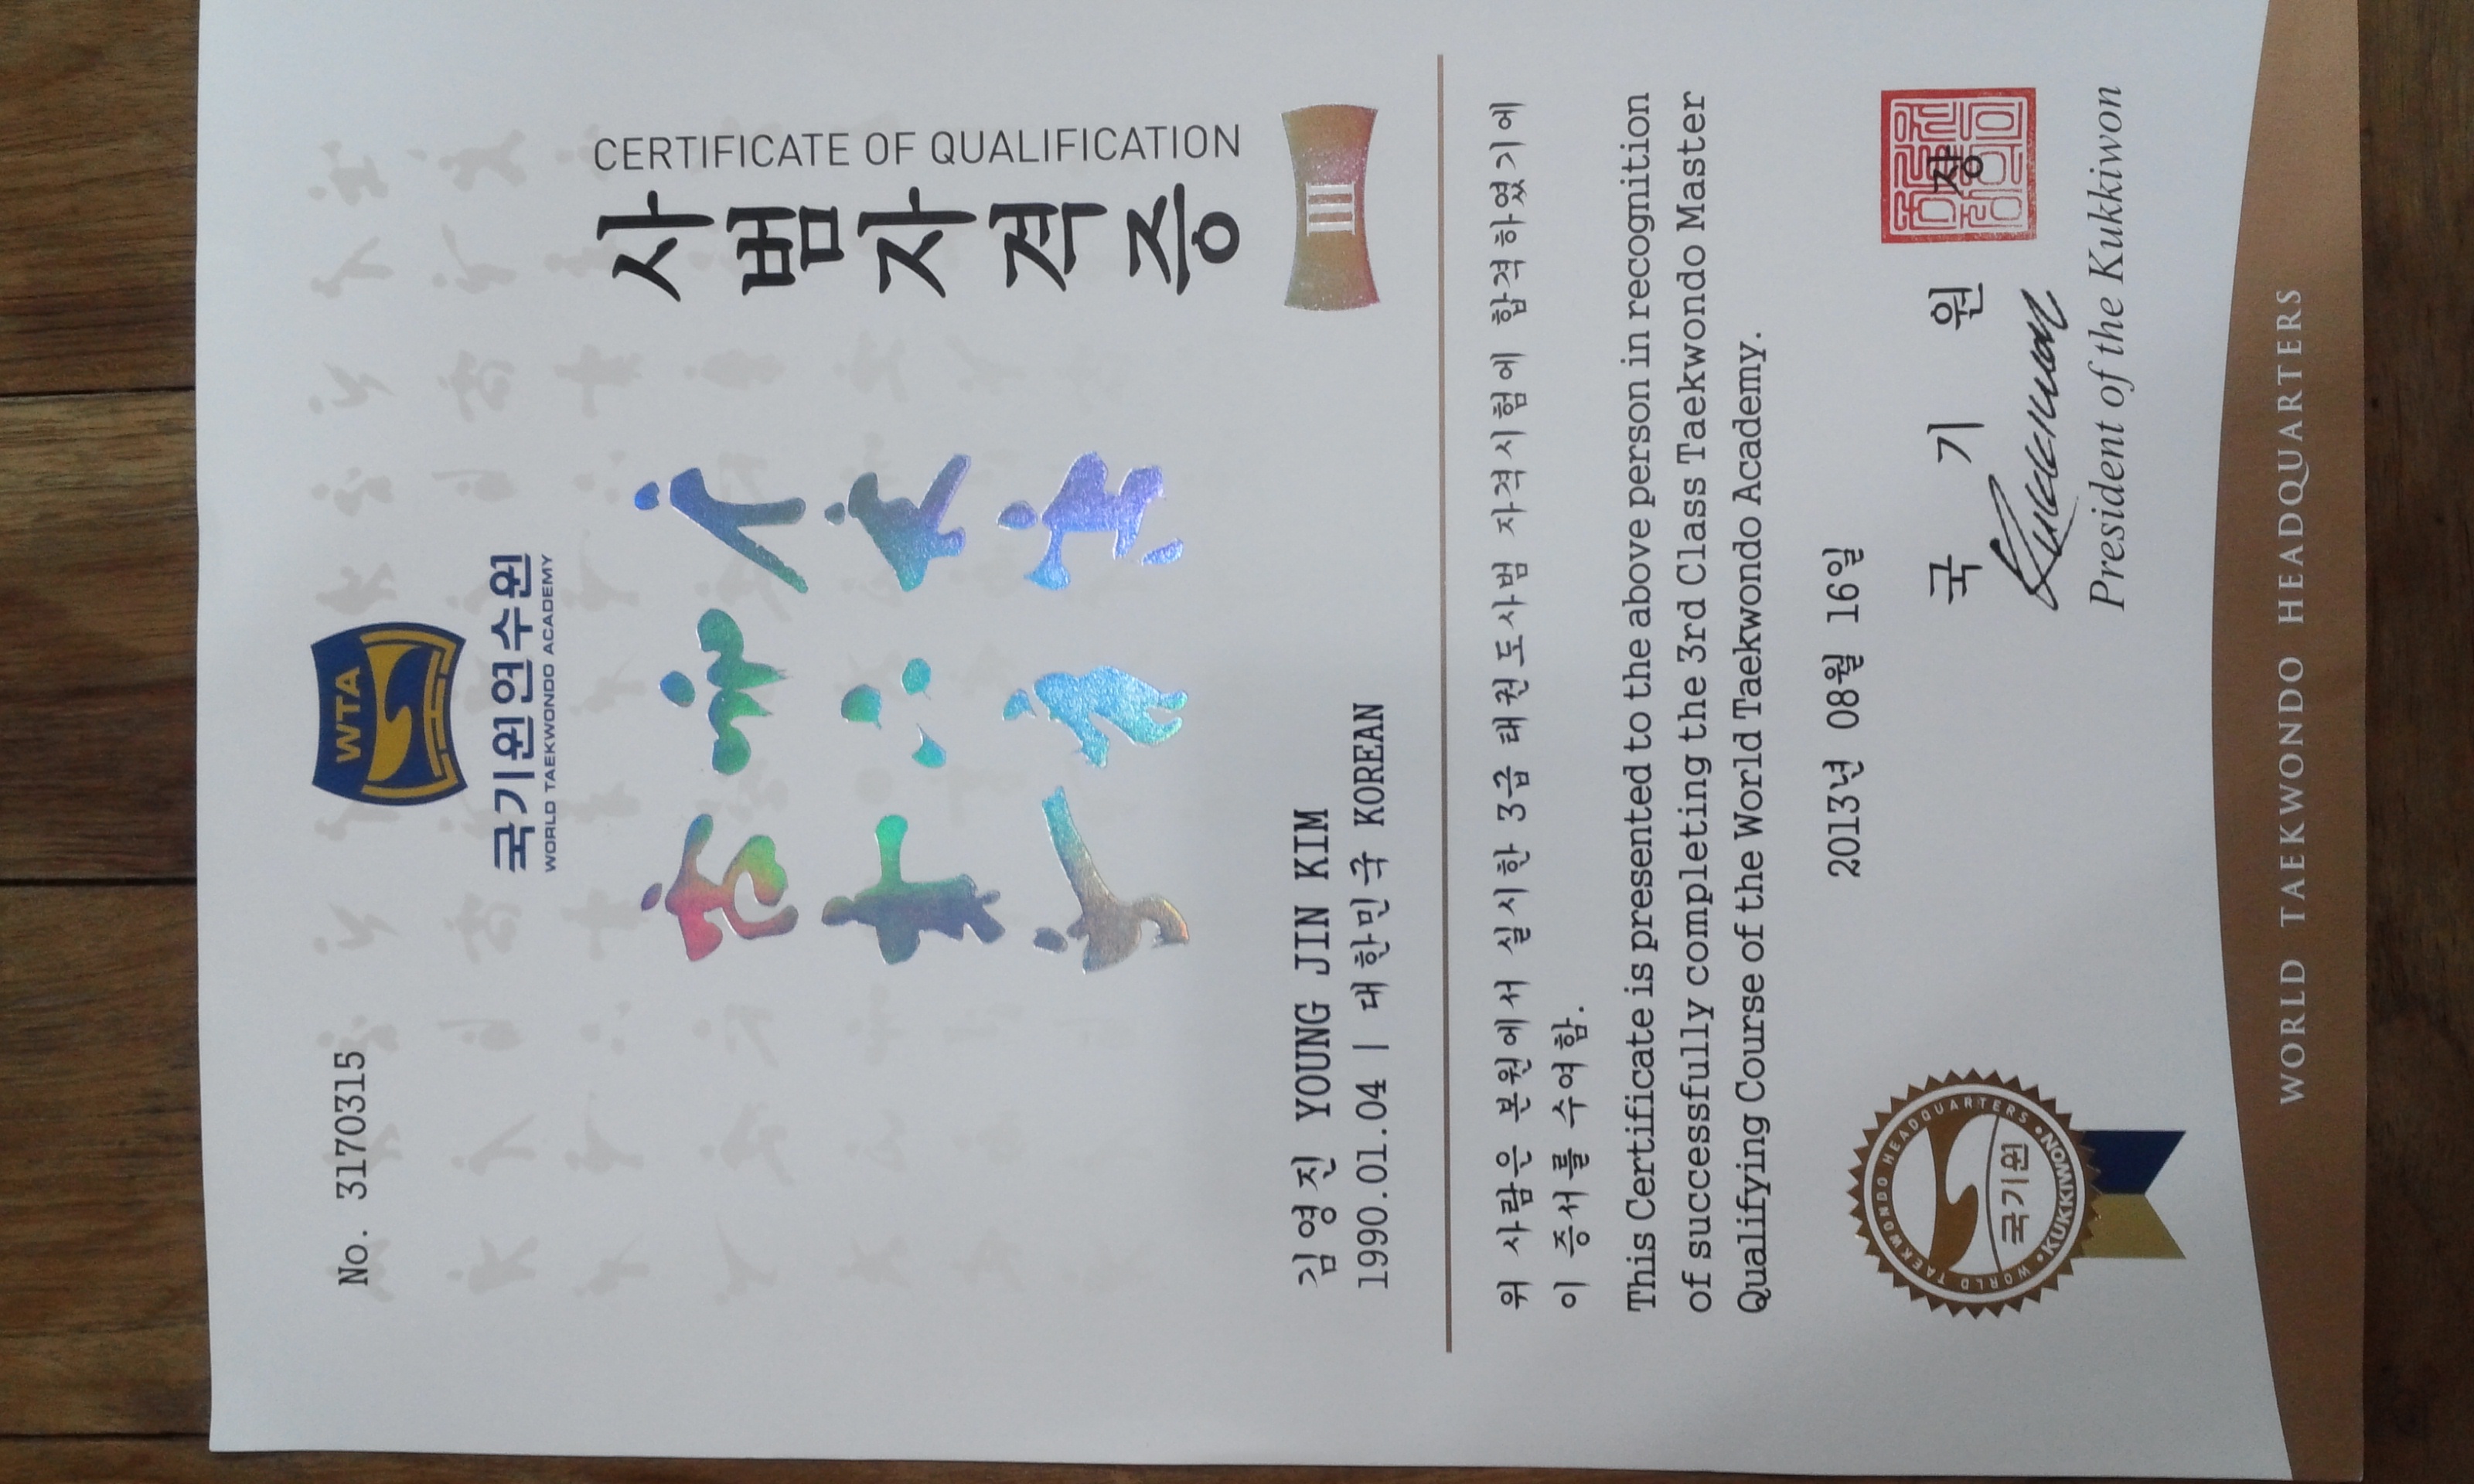 No. 31703315
WTA
국기원연수원
WORLD TAEKWONDO ACADEMY
사범자격증
CERTIFICATE OF QUALIFICATION
III
김영진 YOUNG JIN KIM
1990.01.04 | 대한민국 KOREAN
위 사람은 본원에서 실시한 3급 태권도사범 자격시험에 합격하였기에
이 증서를 수여함.
This Certificate is presented to the above person in recognition
of successfully completing the 3rd Class Taekwondo Master
Qualifying Course of the World Taekwondo Academy.
2013년 08월 16일
국 기 원 장
President of the Kukkiwon
WORLD TAEKWONDO HEADQUARTERS
국기원
KUKKIWON
WORLD TAEKWONDO HEADQUARTERS